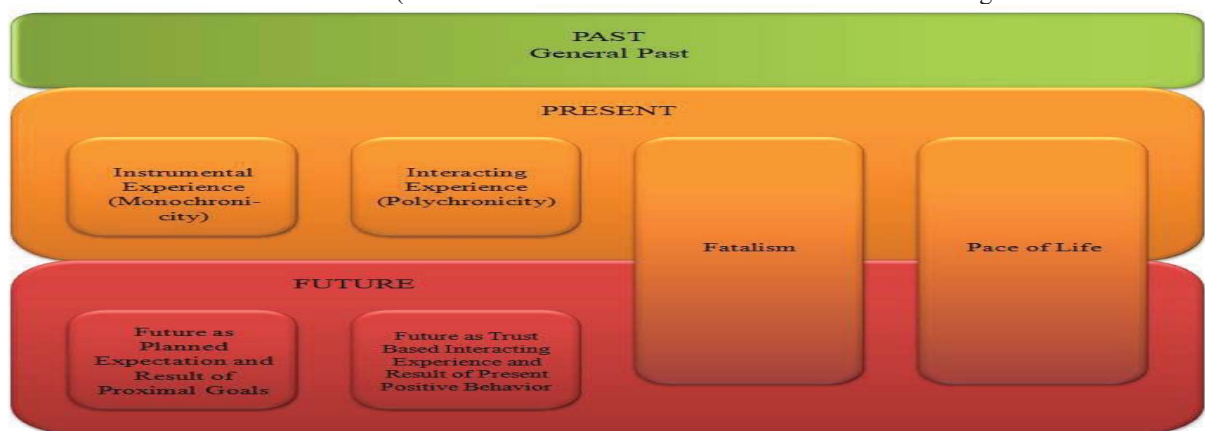 PAST
General Past
PRESENT
Instrumental
Experience
(Monochroni-
city)
Interacting
Experience
(Polychronicity)
Fatalism
Pace of Life
FUTURE
Future as
Planned
Expectation and
Result of
Proximal Goals
Future as Trust
Based Interacting
Experience and
Result of Present
Positive Behavior